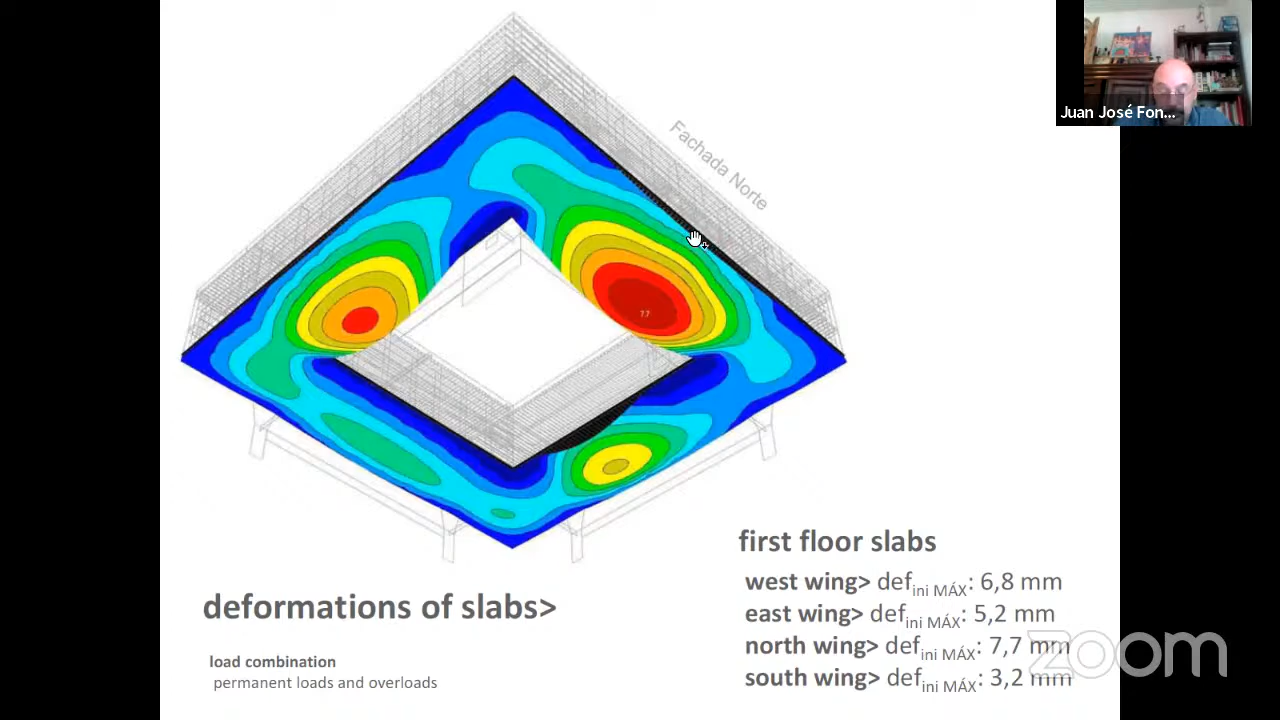 Juan José Fon...
Fachada Norte
7.7
first floor slabs
west wing> def ini MÁX: 6,8 mm
east wing> def ini MÁX: 5,2 mm
north wing> def ini MÁX: 7,7 mm
south wing> def ini MÁX: 3,2 mm
deformations of slabs>
load combination
permanent loads and overloads
zoom